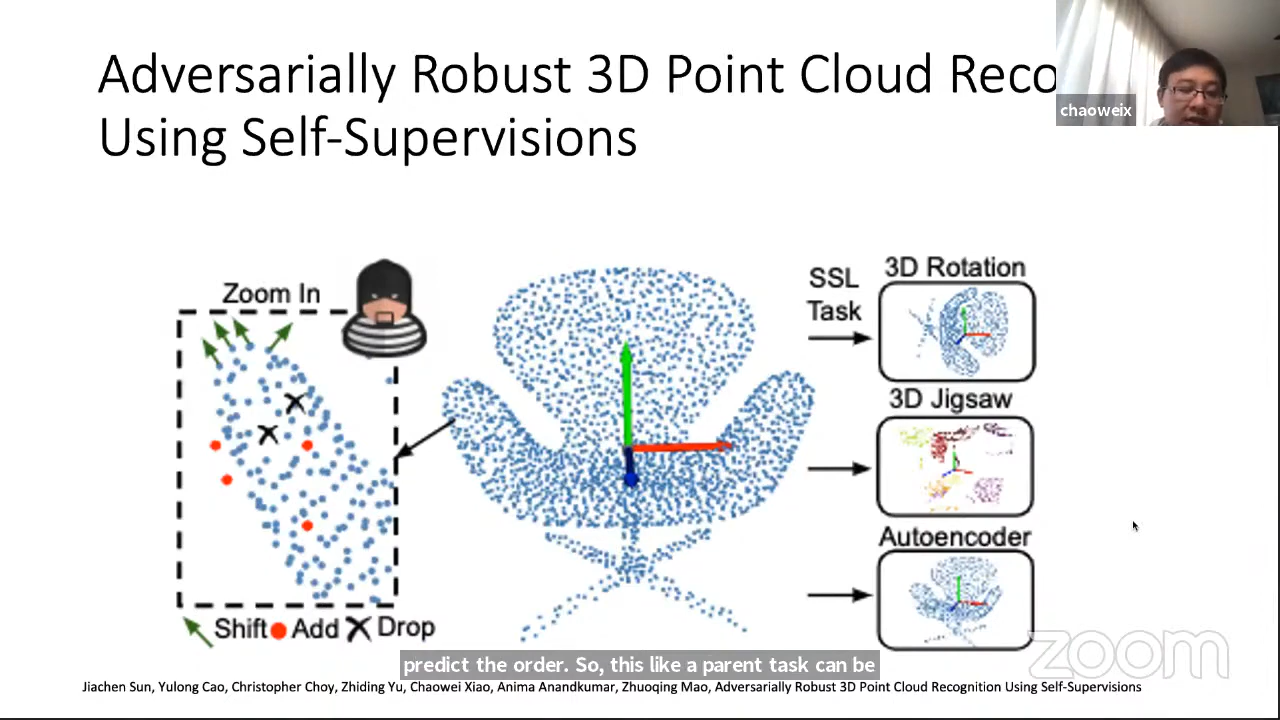 Adversarially Robust 3D Point Cloud Reco
Using Self-Supervisions
chaoweix
Zoom In
Shift Add Drop
SSL
Task
3D Rotation
3D Jigsaw
Autoencoder
zoom
predict the order. So, this like a parent task can be
Jiachen Sun, Yulong Cao, Christopher Choy, Zhiding Yu, Chaowei Xiao, Anima Anandkumar, Zhuoqing Mao, Adversarially Robust 3D Point Cloud Recognition Using Self-Supervisions